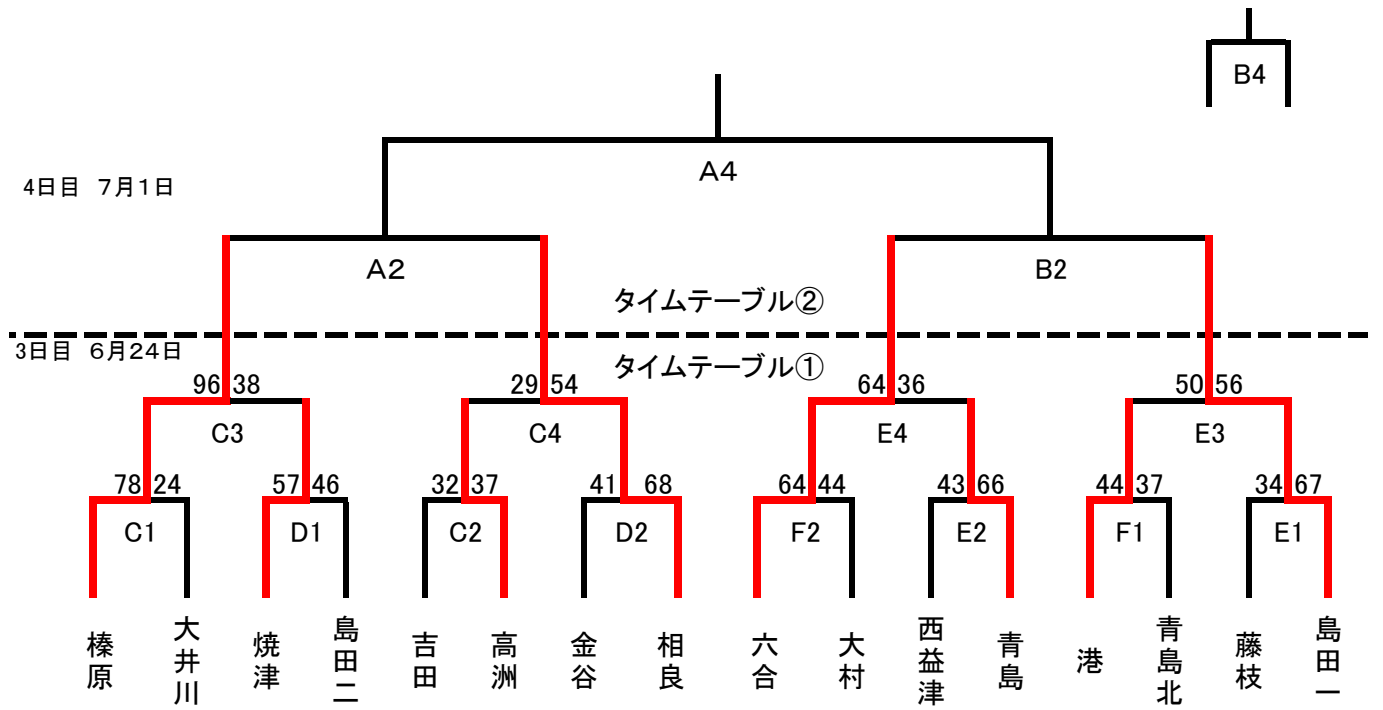 B4
A4
4日目 7月1日
A2
B2
タイムテーブル②
3日目 6月24日
タイムテーブル①
96 38
29 54
64 36
50 56
C3
C4
E4
E3
78 24
57 46
32 37
41 68
64 44
43 66
44 37
34 67
C1
D1
C2
D2
F2
E2
F1
E1
榛原
大井川
焼津
島田二
吉田
高洲
金谷
相良
六合
大村
西益津
青島
港
青島北
藤枝
島田一